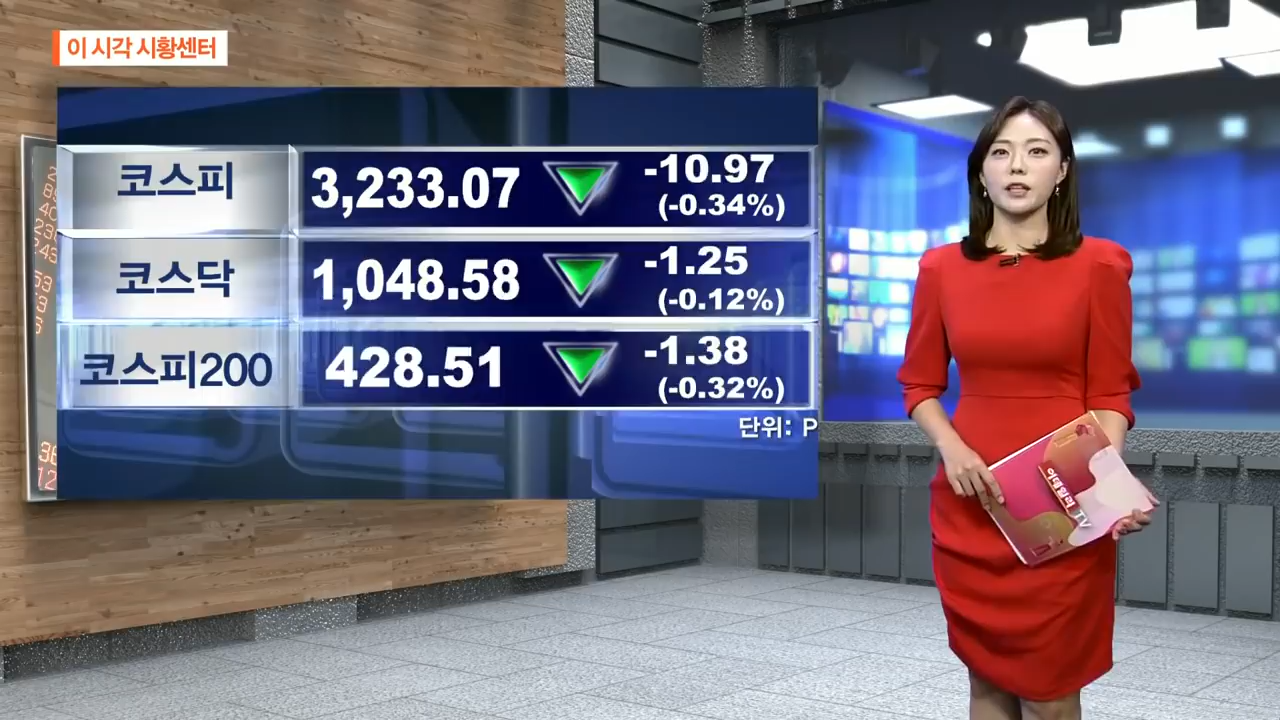 이 시각 시황센터
코스피 3,233.07 -10.97
(-0.34%)
코스닥 1,048.58 -1.25
(-0.12%)
코스피200 428.51 -1.38
(-0.32%)
단위: P
이데일리 TV